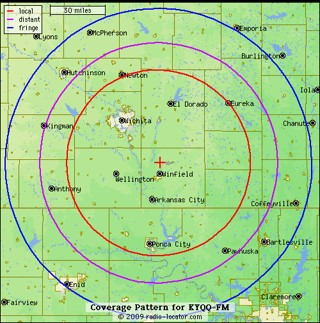 local
distant
fringe
50 miles
Lyons
McPherson
Emporia
Burlington
Hutchinson
Newton
Iola
El Dorado
Eureka
Wichita
Kingman
Chanute
Wellington
Winfield
Anthony
Arkansas City
Coffeyville
Ponca City
Pawhuska
Bartlesville
Enid
Claremore
Fairview
Coverage Pattern for KYQQ-FM
© 2009 radio-locator.com